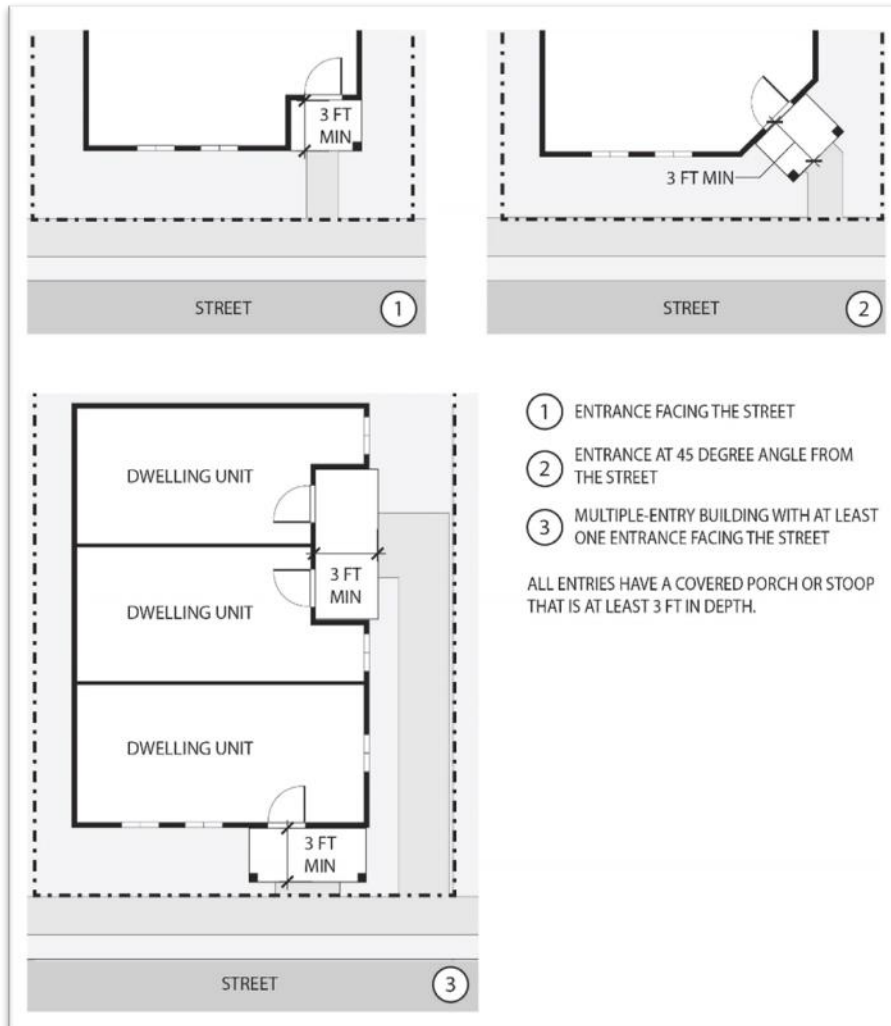 3 FT
MIN
STREET
1
3 FT MIN
STREET
2
DWELLING UNIT
DWELLING UNIT
3 FT
MIN
DWELLING UNIT
3 FT
MIN
STREET
3
1 ENTRANCE FACING THE STREET
2 ENTRANCE AT 45 DEGREE ANGLE FROM
THE STREET
3 MULTIPLE-ENTRY BUILDING WITH AT LEAST
ONE ENTRANCE FACING THE STREET
ALL ENTRIES HAVE A COVERED PORCH OR STOOP
THAT IS AT LEAST 3 FT IN DEPTH.